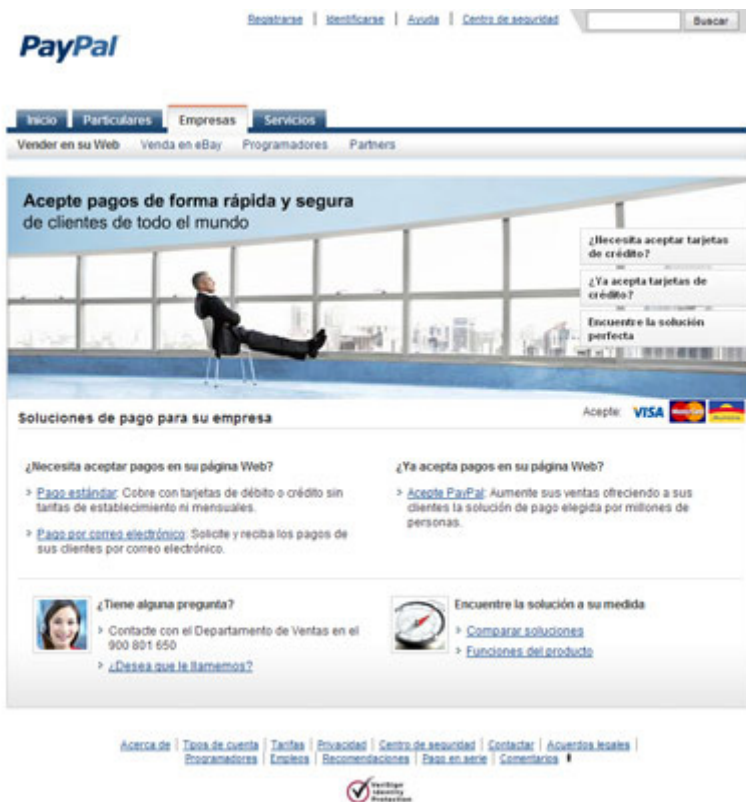 Registrarse | Identificarse | Ayuda | Centro de seguridad
Buscar
PayPal
Inicio Particulares Empresas Servicios
Vender en su Web Venda en eBay Programadores Partners
Acepte pagos de forma rápida y segura
de clientes de todo el mundo
¿Necesita aceptar tarjetas
de crédito?
¿Ya acepta tarjetas de
crédito?
Encuentre la solución
perfecta
Soluciones de pago para su empresa
Acepte: VISA MasterCard
¿Necesita aceptar pagos en su página Web?
> Pago estándar: Cobre con tarjetas de débito o crédito sin
tarifas de establecimiento ni mensuales.
> Pago por correo electrónico: Solicite y reciba los pagos de
sus clientes por correo electrónico.
¿Ya acepta pagos en su página Web?
> Acepte PayPal: Aumente sus ventas ofreciendo a sus
clientes la solución de pago elegida por millones de
personas.
¿Tiene alguna pregunta?
> Contacte con el Departamento de Ventas en el
900 801 650
> ¿Desea que le llamemos?
Encuentre la solución a su medida
> Comparar soluciones
> Funciones del producto
Acerca de | Tipos de cuenta | Tarifas | Privacidad | Centro de seguridad | Contactar | Acuerdos legales |
Programadores | Empleos | Recomendaciones | Pago en serie | Comentarios
VeriSign
Identity
Protection